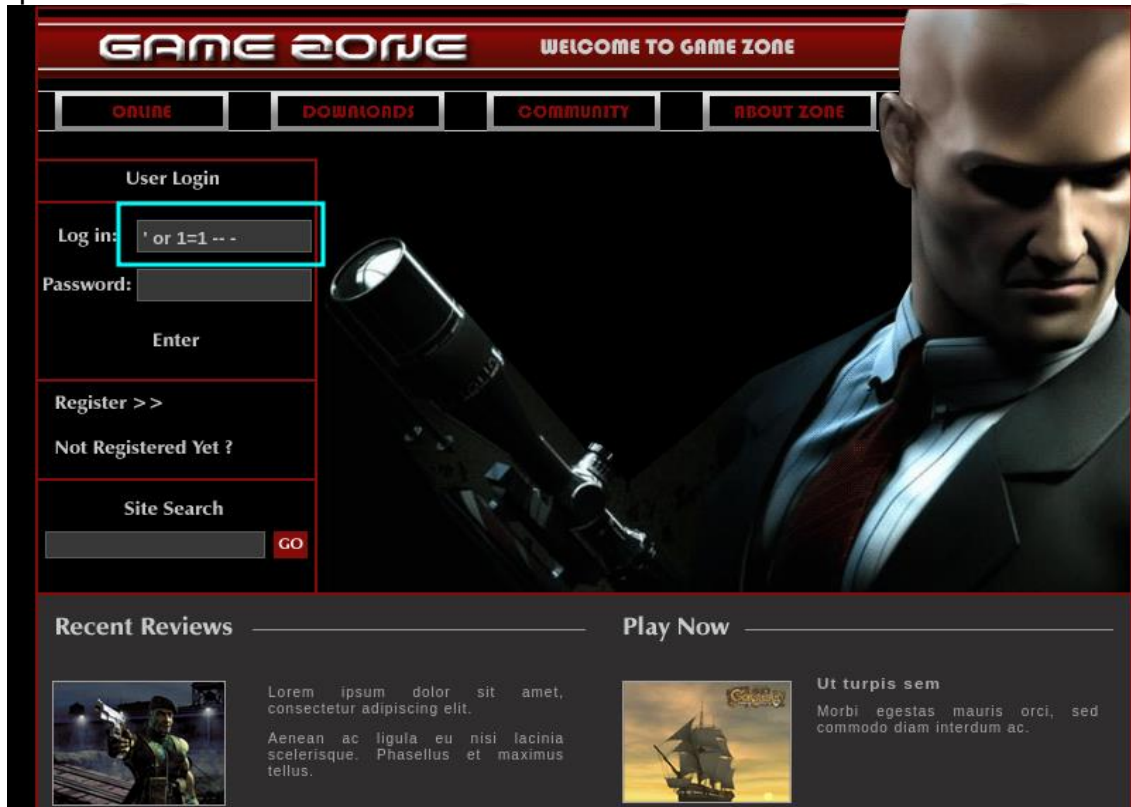 GAME ZONE
WELCOME TO GAME ZONE
ONLINE DOWNLOADS COMMUNITY ABOUT ZONE
User Login
Log in: ' or 1=1 -- -
Password:
Enter
Register >>
Not Registered Yet ?
Site Search
GO
Recent Reviews
Lorem ipsum dolor sit amet,
consectetur adipiscing elit.
Aenean ac ligula eu nisi lacinia
scelerisque. Phasellus et maximus
tellus.
Play Now
Ut turpis sem
Morbi egestas mauris orci, sed
commodo diam interdum ac.